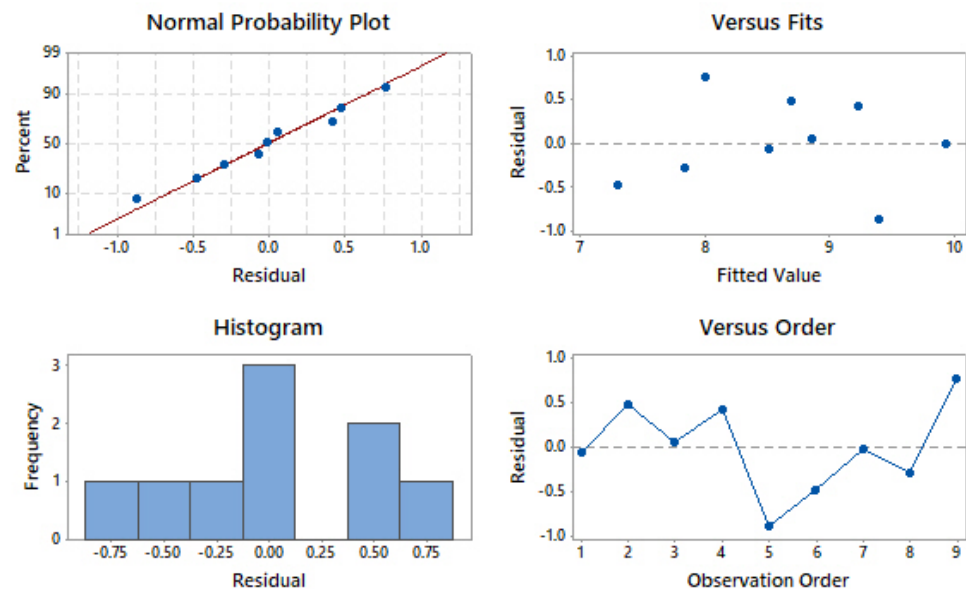 Normal Probability Plot
99
90
50
10
1
Percent
-1.0 -0.5 0.0 0.5 1.0
Residual
Versus Fits
1.0
0.5
0.0
-0.5
-1.0
Residual
7 8 9 10
Fitted Value
Histogram
3
2
1
0
Frequency
-0.75 -0.50 -0.25 0.00 0.25 0.50 0.75
Residual
Versus Order
1.0
0.5
0.0
-0.5
-1.0
Residual
1 2 3 4 5 6 7 8 9
Observation Order